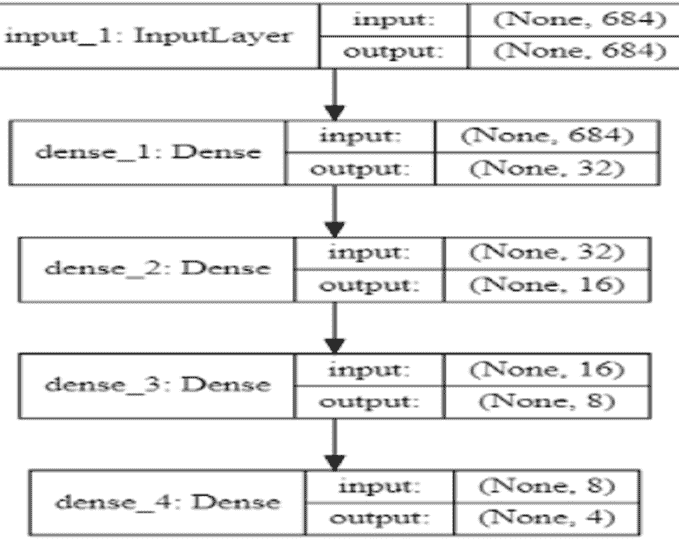 input_1: InputLayer input: (None, 684)
output: (None, 684)
dense_1: Dense input: (None, 684)
output: (None, 32)
dense_2: Dense input: (None, 32)
output: (None, 16)
dense_3: Dense input: (None, 16)
output: (None, 8)
dense_4: Dense input: (None, 8)
output: (None, 4)